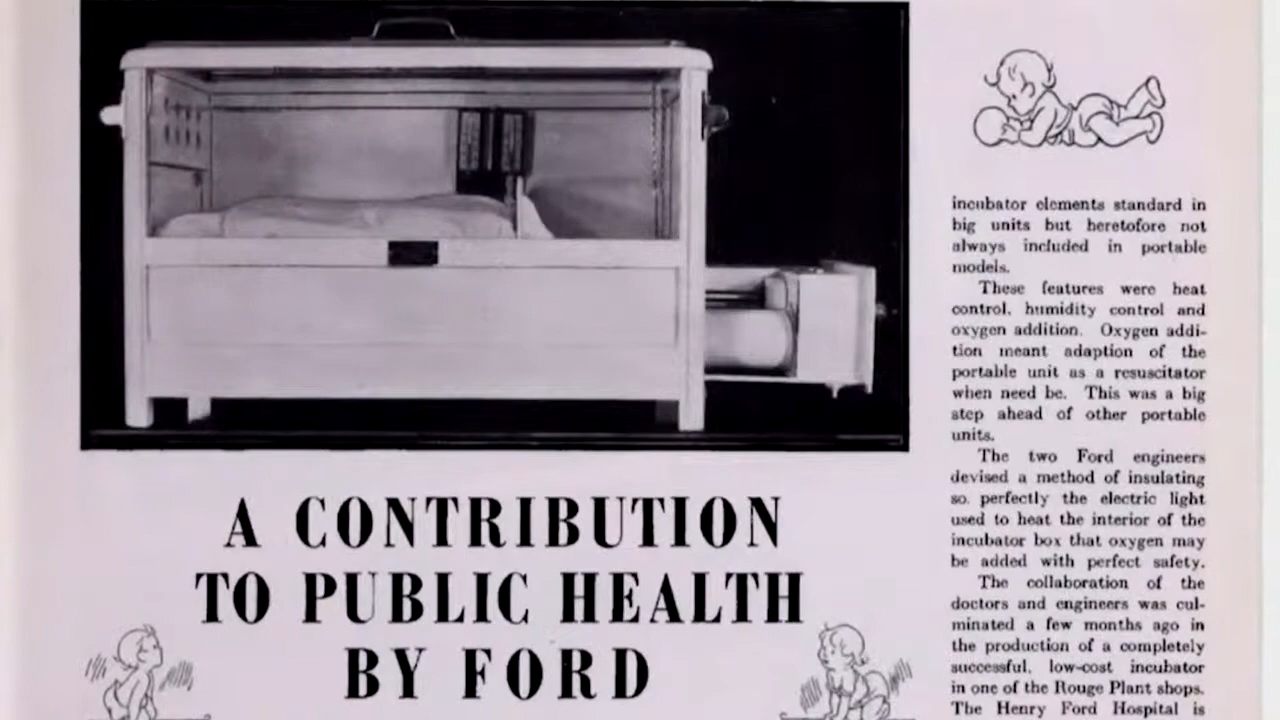 A CONTRIBUTION
TO PUBLIC HEALTH
BY FORD
incubator elements standard in
big units but heretofore not
always included in portable
models.
These features were heat
control, humidity control and
oxygen addition. Oxygen addi-
tion meant adaption of the
portable unit as a resuscitator
when need be. This was a big
step ahead of other portable
units.
The two Ford engineers
devised a method of insulating
so perfectly the electric light
used to heat the interior of the
incubator box that oxygen may
be added with perfect safety.
The collaboration of the
doctors and engineers was cul-
minated a few months ago in
the production of a completely
successful, low-cost incubator
in one of the Rouge Plant shops.
The Henry Ford Hospital is